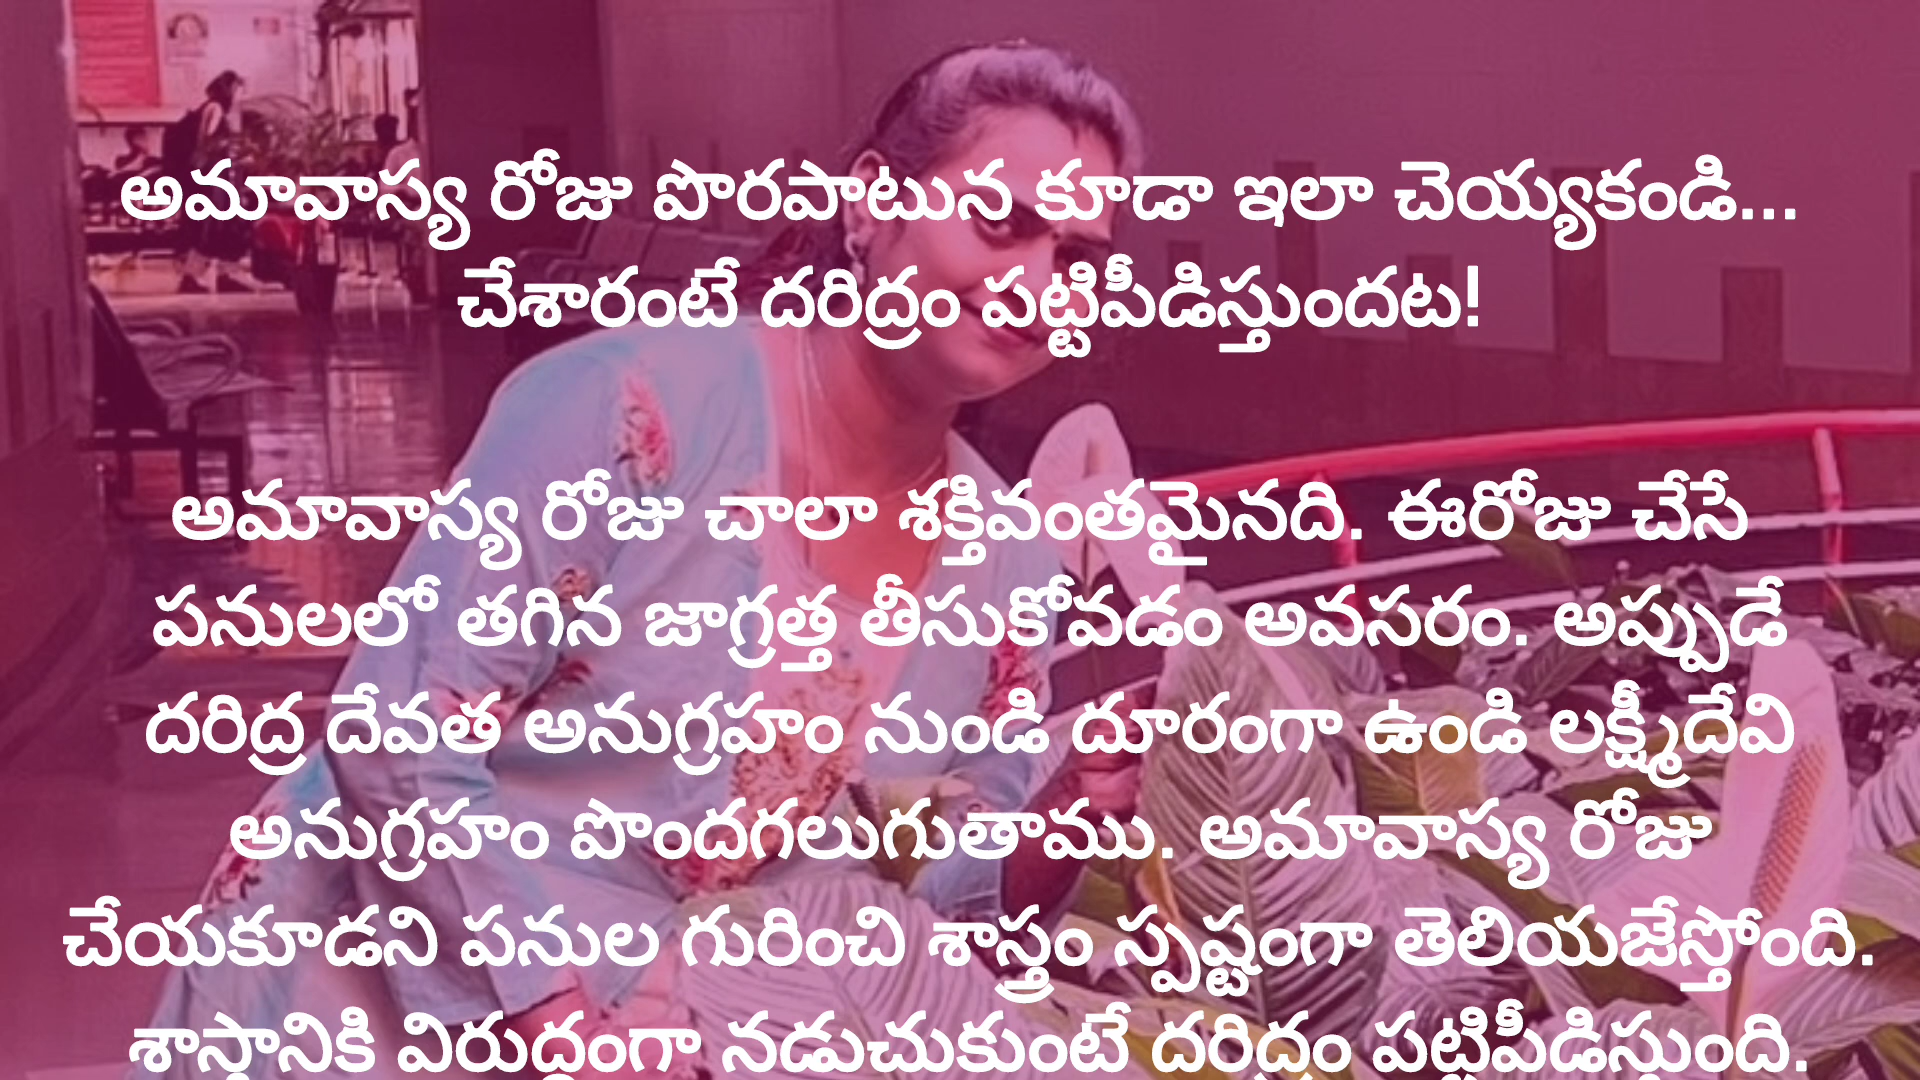 అమావాస్య రోజు పొరపాటున కూడా ఇలా చెయ్యకండి...
చేశారంటే దరిద్రం పట్టిపీడిస్తుందట!
అమావాస్య రోజు చాలా శక్తివంతమైనది. ఈరోజు చేసే
పనులలో తగిన జాగ్రత్త తీసుకోవడం అవసరం. అప్పుడే
దరిద్ర దేవత అనుగ్రహం నుండి దూరంగా ఉండి లక్ష్మీదేవి
అనుగ్రహం పొందగలుగుతాము. అమావాస్య రోజు
చేయకూడని పనుల గురించి శాస్త్రం స్పష్టంగా తెలియజేస్తోంది.
శాస్త్రానికి విరుద్ధంగా నడుచుకుంటే దరిద్రం పట్టిపీడిస్తుంది.